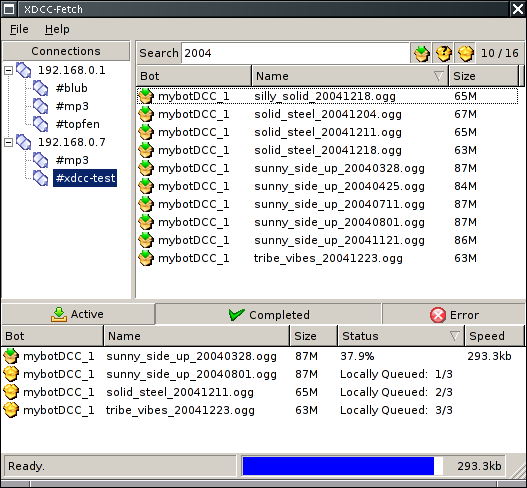 XDCC-Fetch
File Help
Connections
192.168.0.1
#blub
#mp3
#topfen
192.168.0.7
#mp3
#xdcc-test
Search 2004 10 / 16
Bot Name Size
mybotDCC_1 silly_solid_20041218.ogg 65M
mybotDCC_1 solid_steel_20041204.ogg 67M
mybotDCC_1 solid_steel_20041211.ogg 65M
mybotDCC_1 solid_steel_20041218.ogg 63M
mybotDCC_1 sunny_side_up_20040328.ogg 87M
mybotDCC_1 sunny_side_up_20040425.ogg 84M
mybotDCC_1 sunny_side_up_20040711.ogg 87M
mybotDCC_1 sunny_side_up_20040801.ogg 87M
mybotDCC_1 sunny_side_up_20041121.ogg 86M
mybotDCC_1 tribe_vibes_20041223.ogg 63M
Active Completed Error
Bot Name Size Status Speed
mybotDCC_1 sunny_side_up_20040328.ogg 87M 37.9% 293.3kb
mybotDCC_1 sunny_side_up_20040801.ogg 87M Locally Queued: 1/3
mybotDCC_1 solid_steel_20041211.ogg 65M Locally Queued: 2/3
mybotDCC_1 tribe_vibes_20041223.ogg 63M Locally Queued: 3/3
Ready. 293.3kb